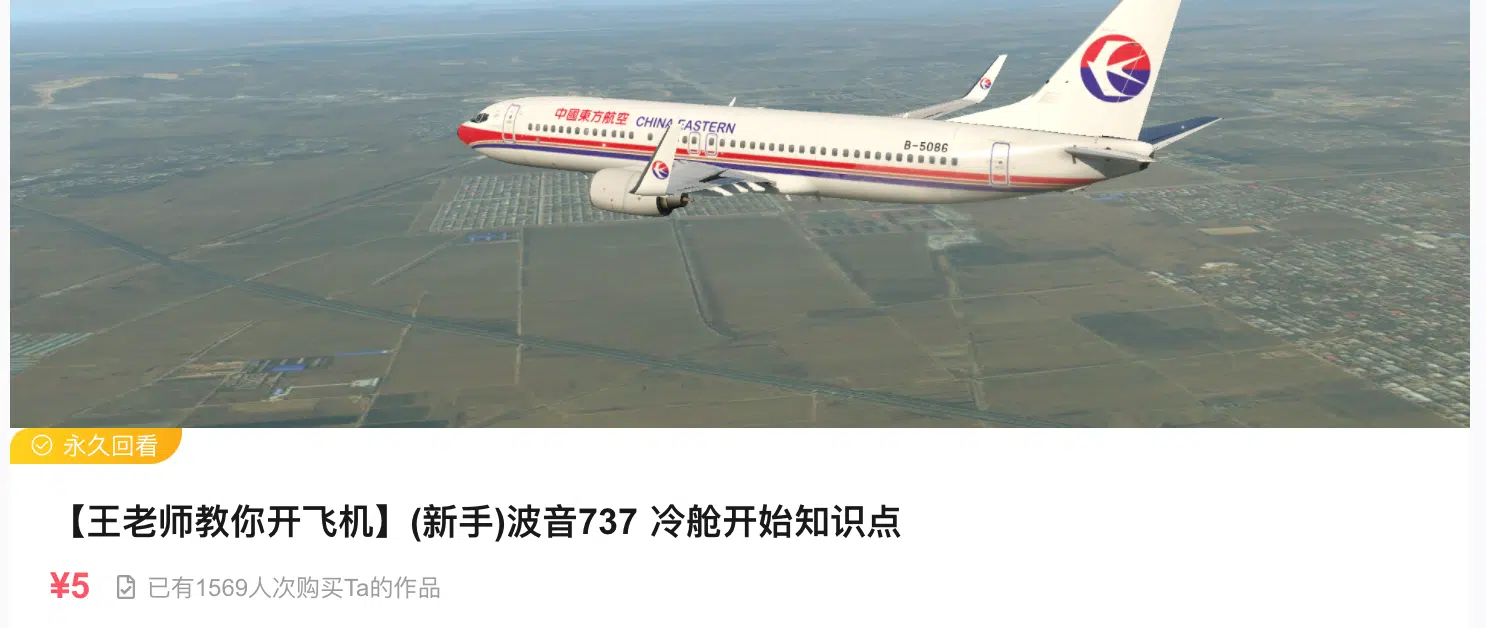 中國東方航空 CHINA EASTERN
B-5086
永久回看
【王老师教你开飞机】(新手)波音737 冷舱开始知识点
¥5 已有1569人次购买Ta的作品